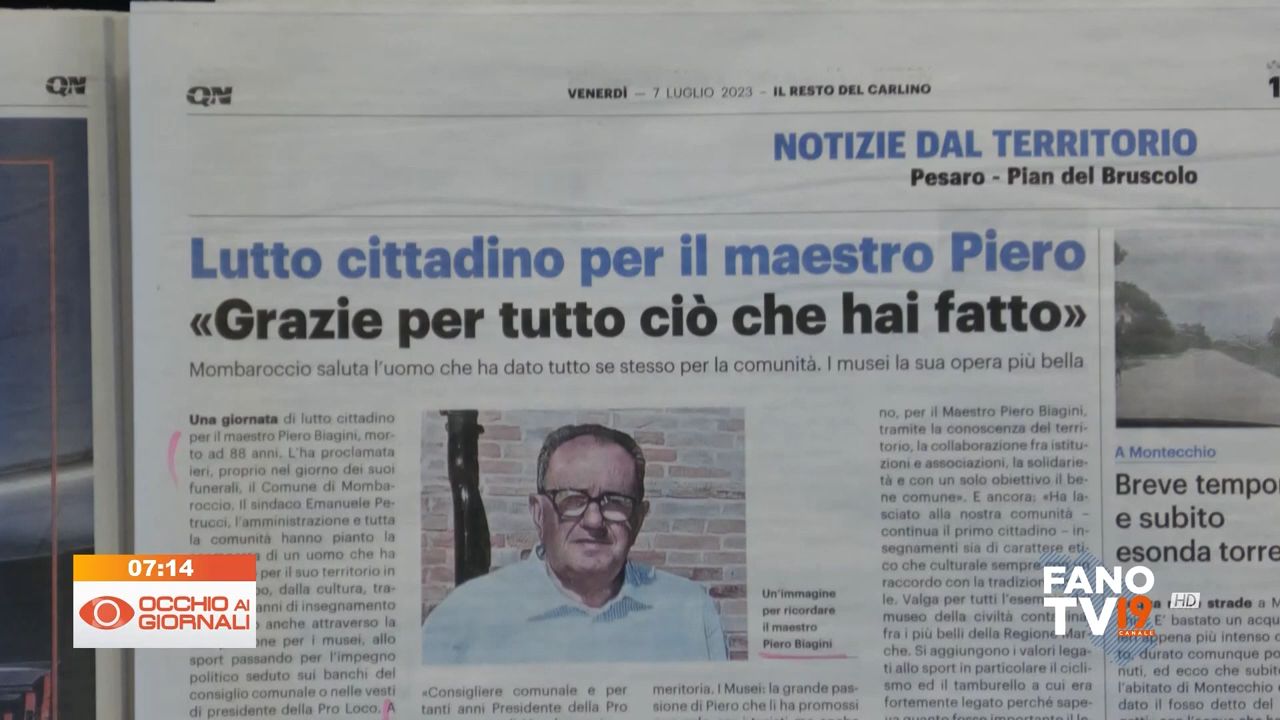 QN
QN
VENERDÌ — 7 LUGLIO 2023 – IL RESTO DEL CARLINO
NOTIZIE DAL TERRITORIO
Pesaro - Pian del Bruscolo
Lutto cittadino per il maestro Piero
«Grazie per tutto ciò che hai fatto»
Mombaroccio saluta l'uomo che ha dato tutto se stesso per la comunità. I musei la sua opera più bella
Una giornata di lutto cittadino
per il maestro Piero Biagini, mor-
to ad 88 anni. L'ha proclamata
ieri, proprio nel giorno dei suoi
funerali, il Comune di Momba-
roccio. Il sindaco Emanuele Pe-
trucci, l'amministrazione e tutta
la comunità hanno pianto la
di un uomo che ha
per il suo territorio in
dalla cultura, tra-
anni di insegnamento
anche attraverso la
per i musei, allo
sport passando per l'impegno
politico seduto sui banchi del
consiglio comunale o nelle vesti
di presidente della Pro Loco. A
Un'immagine
per ricordare
il maestro
Piero Biagini
«Consigliere comunale e per
tanti anni Presidente della Pro
meritoria. I Musei: la grande pas-
sione di Piero che li ha promossi
no, per il Maestro Piero Biagini,
tramite la conoscenza del terri-
torio, la collaborazione fra istitu-
zioni e associazioni, la solidarie-
tà e con un solo obiettivo il be-
ne comune». E ancora: «Ha la-
sciato alla nostra comunità –
continua il primo cittadino – in-
segnamenti sia di carattere eti-
co che culturale sempre
raccordo con la tradizion
le. Valga per tutti l'esem
museo della civiltà
fra i più belli della Regione Mar-
che. Si aggiungono i valori lega-
ti allo sport in particolare il cicli-
smo ed il tamburello a cui era
fortemente legato perché sape-
A Montecchio
Breve tempo
e subito
esonda torre
strade a M
E' bastato un acqu
appena più intenso
to, durato comunque po
nuti, ed ecco che subit
l'abitato di Montecchio
dato il fosso detto del
07:14
OCCHIO AI
GIORNALI
FANO
TV19
CANALE
HD